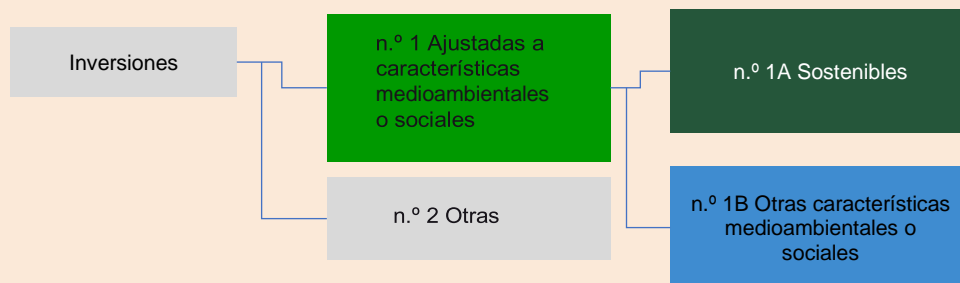 Inversiones
n.º 1 Ajustadas a
características
medioambientales
o sociales
n.º 2 Otras
n.º 1A Sostenibles
n.º 1B Otras características
medioambientales o
sociales